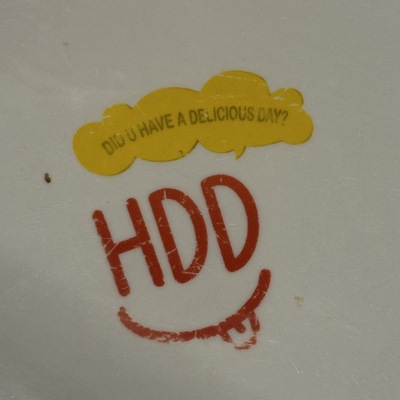 DID U HAVE A DELICIOUS DAY?
HDD